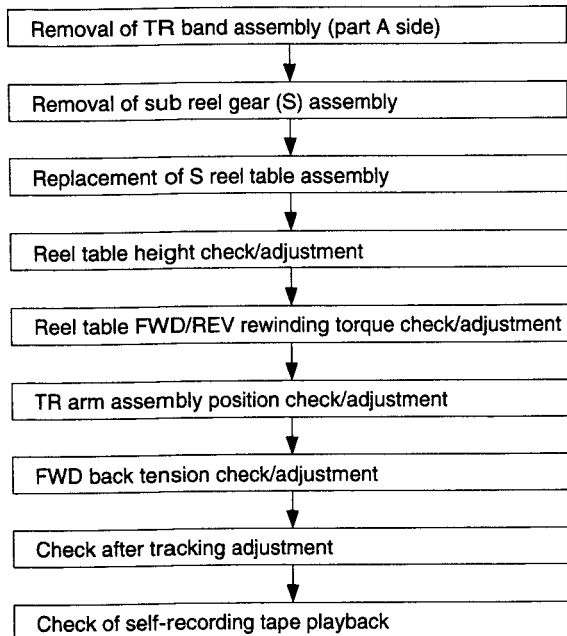 Removal of TR band assembly (part A side)
Removal of sub reel gear (S) assembly
Replacement of S reel table assembly
Reel table height check/adjustment
Reel table FWD/REV rewinding torque check/adjustment
TR arm assembly position check/adjustment
FWD back tension check/adjustment
Check after tracking adjustment
Check of self-recording tape playback